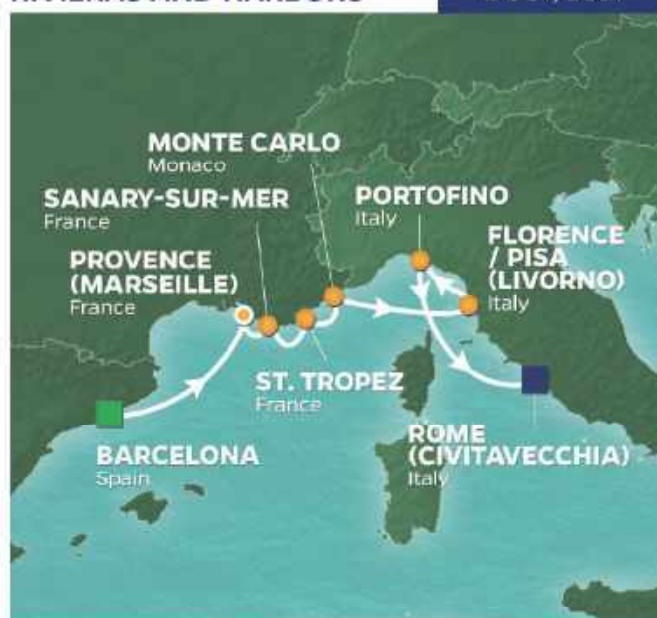 MONTE CARLO
Monaco
SANARY-SUR-MER
France
PORTOFINO
Italy
PROVENCE
(MARSEILLE)
France
FLORENCE
/ PISA
(LIVORNO)
Italy
ST. TROPEZ
France
BARCELONA
Spain
ROME
(CIVITAVECCHIA)
Italy